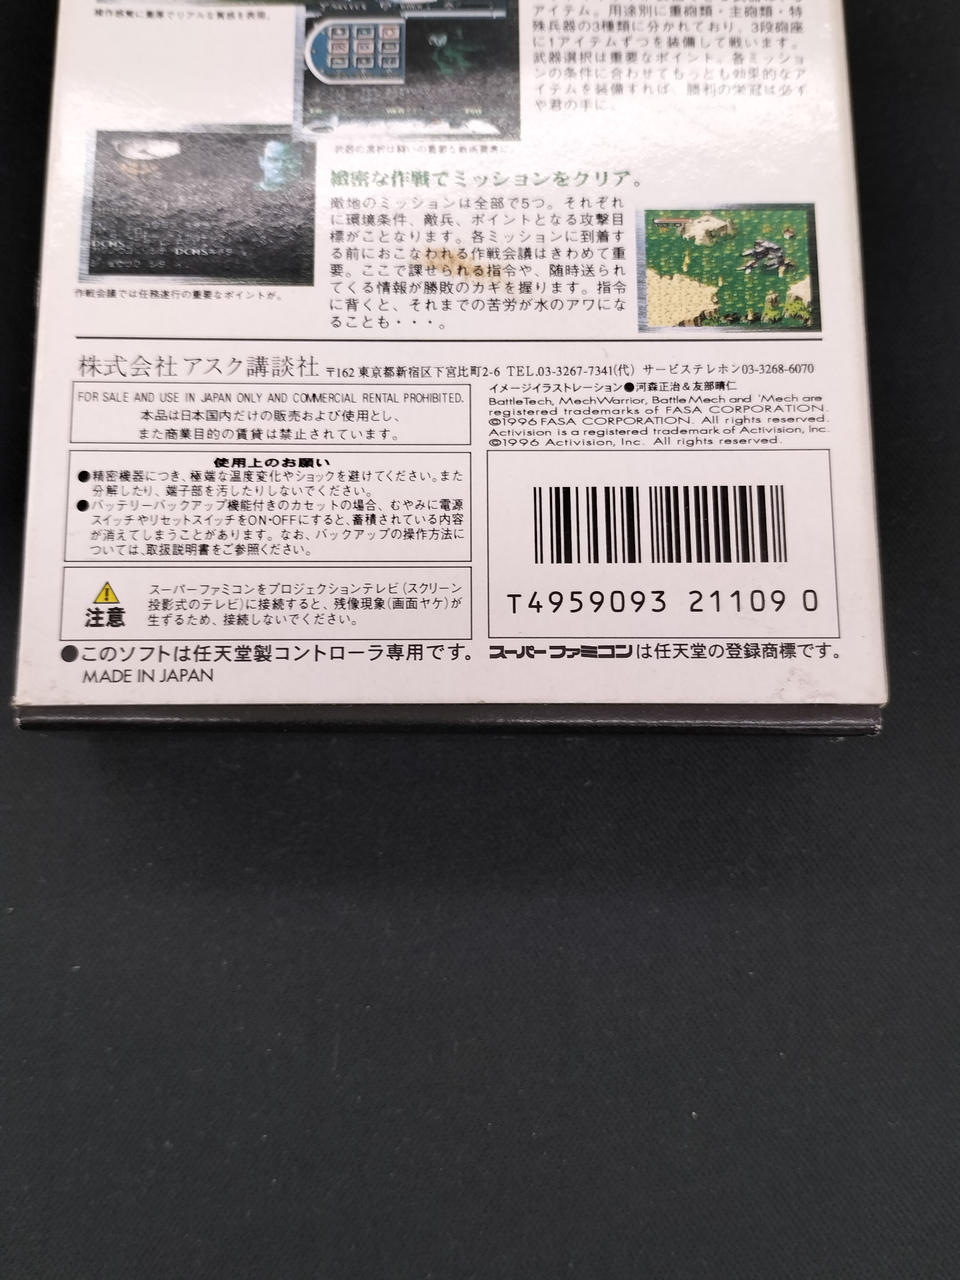 操作感覚に重厚でリアルな質感を表現。
アイテム。用途別に重砲類・主砲類・特
殊兵器の3種類に分かれており。3段砲座
に1アイテムずつを装備して戦います。
武器選択は重要なポイント。各ミッショ
ンの条件に合わせてもっとも効果的なア
イテムを装備すれば、勝利の栄冠は必ず
や君の手に。
緻密な作戦でミッションをクリア。
敵地のミッションは全部で5つ。それぞれ
に環境条件、敵兵、ポイントとなる攻撃目
標がことなります。各ミッションに到着す
る前におこなわれる作戦会議はきわめて重
要。ここで課せられる指令や、随時送られ
てくる情報が勝敗のカギを握ります。指令
に背くと、それまでの苦労が水のアワにな
ることも・・・。
作戦会議では任務遂行の重要なポイントが。
株式会社アスク講談社 〒162 東京都新宿区下宮比町2-6 TEL.03-3267-7341(代) サービステレホン03-3268-6070
FOR SALE AND USE IN JAPAN ONLY AND COMMERCIAL RENTAL PROHIBITED.
本品は日本国内だけの販売および使用とし、
また商業目的の賃貸は禁止されています。
イメージイラストレーション●河森正治＆友部晴仁
BattleTech, MechWarrior, BattleMech and 'Mech are
registered trademarks of FASA CORPORATION.
©1996 FASA CORPORATION. All rights reserved.
Activision is a registered trademark of Activision, Inc.
©1996 Activision, Inc. All rights reserved.
使用上のお願い
●精密機器につき、極端な温度変化やショックを避けてください。また
分解したり、端子部を汚したりしないでください。
●バッテリーバックアップ機能付きのカセットの場合、むやみに電源
スイッチやリセットスイッチをON・OFFにすると、蓄積されている内容
が消えてしまうことがあります。なお、バックアップの操作方法に
ついては、取扱説明書をご参照ください。
注意
スーパーファミコンをプロジェクションテレビ(スクリーン
投影式のテレビ)に接続すると、残像現象(画面ヤケ)が
生ずるため、接続しないでください。
T4959093 21109 0
●このソフトは任天堂製コントローラ専用です。
スーパーファミコンは任天堂の登録商標です。
MADE IN JAPAN